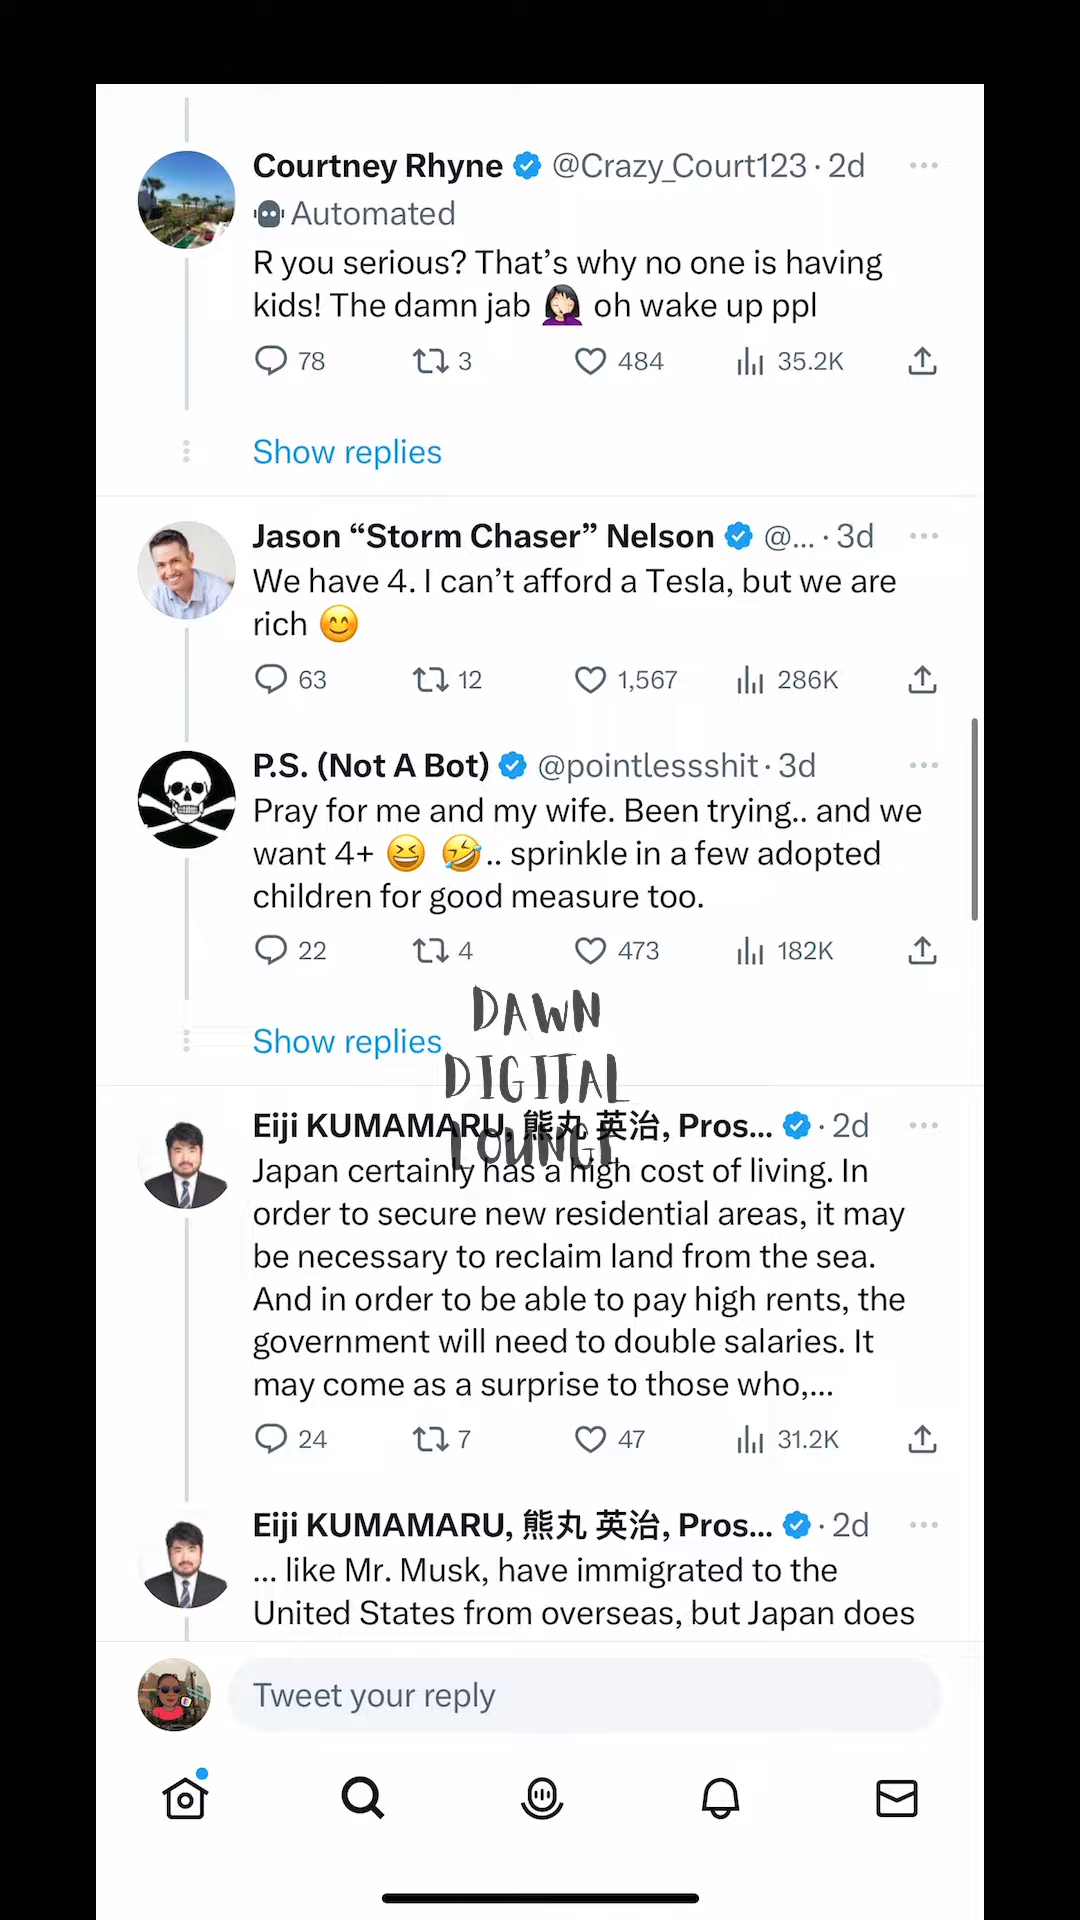 Courtney Rhyne @Crazy_Court123 · 2d
Automated
R you serious? That’s why no one is having
kids! The damn jab 🤦🏻‍♀️ oh wake up ppl
78 3 484 35.2K
Show replies
Jason “Storm Chaser” Nelson @... · 3d
We have 4. I can’t afford a Tesla, but we are
rich 😊
63 12 1,567 286K
P.S. (Not A Bot) @pointlessshit · 3d
Pray for me and my wife. Been trying.. and we
want 4+ 😆 🤣.. sprinkle in a few adopted
children for good measure too.
22 4 473 182K
Show replies
DAWN
DIGITAL
LOUNGE
Eiji KUMAMARU, 熊丸 英治, Pros... · 2d
Japan certainly has a high cost of living. In
order to secure new residential areas, it may
be necessary to reclaim land from the sea.
And in order to be able to pay high rents, the
government will need to double salaries. It
may come as a surprise to those who,...
24 7 47 31.2K
Eiji KUMAMARU, 熊丸 英治, Pros... · 2d
... like Mr. Musk, have immigrated to the
United States from overseas, but Japan does
Tweet your reply